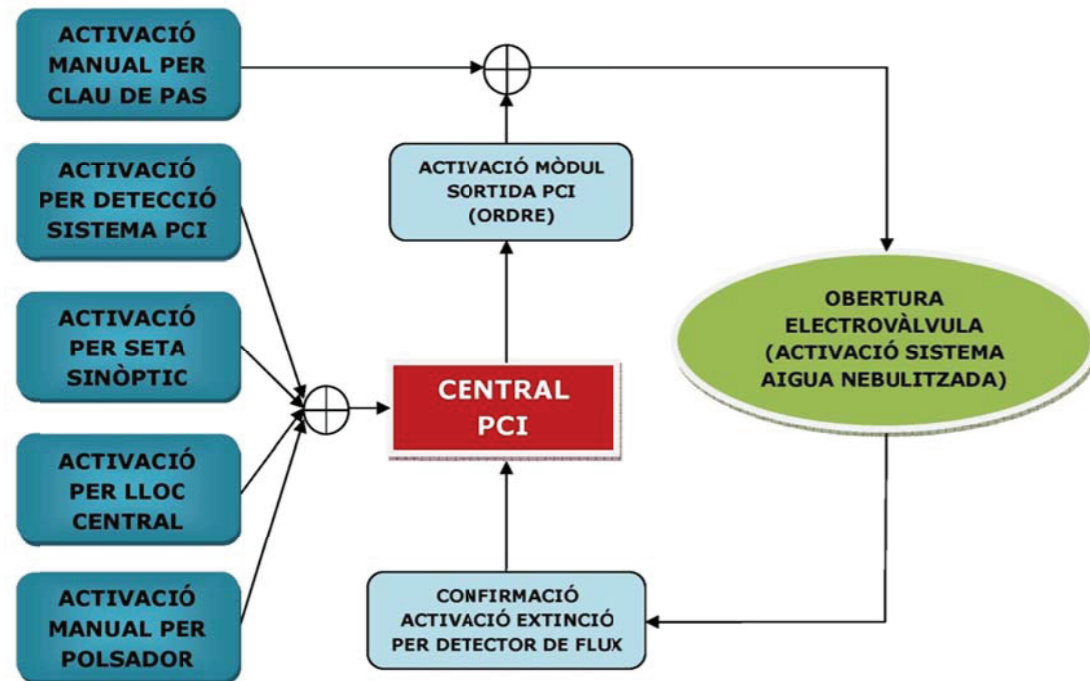 ACTIVACIÓ
MANUAL PER
CLAU DE PAS
ACTIVACIÓ
PER DETECCIÓ
SISTEMA PCI
ACTIVACIÓ
PER SETA
SINÒPTIC
ACTIVACIÓ
PER LLOC
CENTRAL
ACTIVACIÓ
MANUAL PER
POLSADOR
ACTIVACIÓ MÒDUL
SORTIDA PCI
(ORDRE)
CENTRAL
PCI
CONFIRMACIÓ
ACTIVACIÓ EXTINCIÓ
PER DETECTOR DE FLUX
OBERTURA
ELECTROVÀLVULA
(ACTIVACIÓ SISTEMA
AIGUA NEBULITZADA)